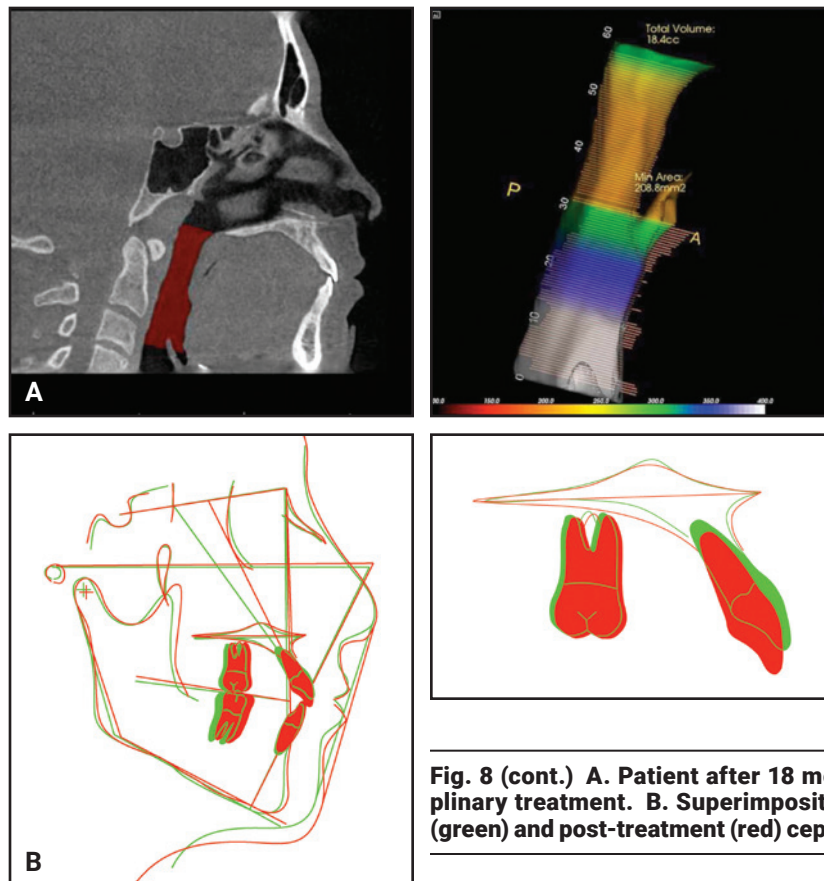 Total Volume:
18.4cc
60
50
40
Min Area:
208.8mm2
P
30
A
20
10
0
A
150.0 200.0 250.0 300.0 350.0 400.0
B
Fig. 8 (cont.) A. Patient after 18 m
plinary treatment. B. Superimposit
(green) and post-treatment (red) cep